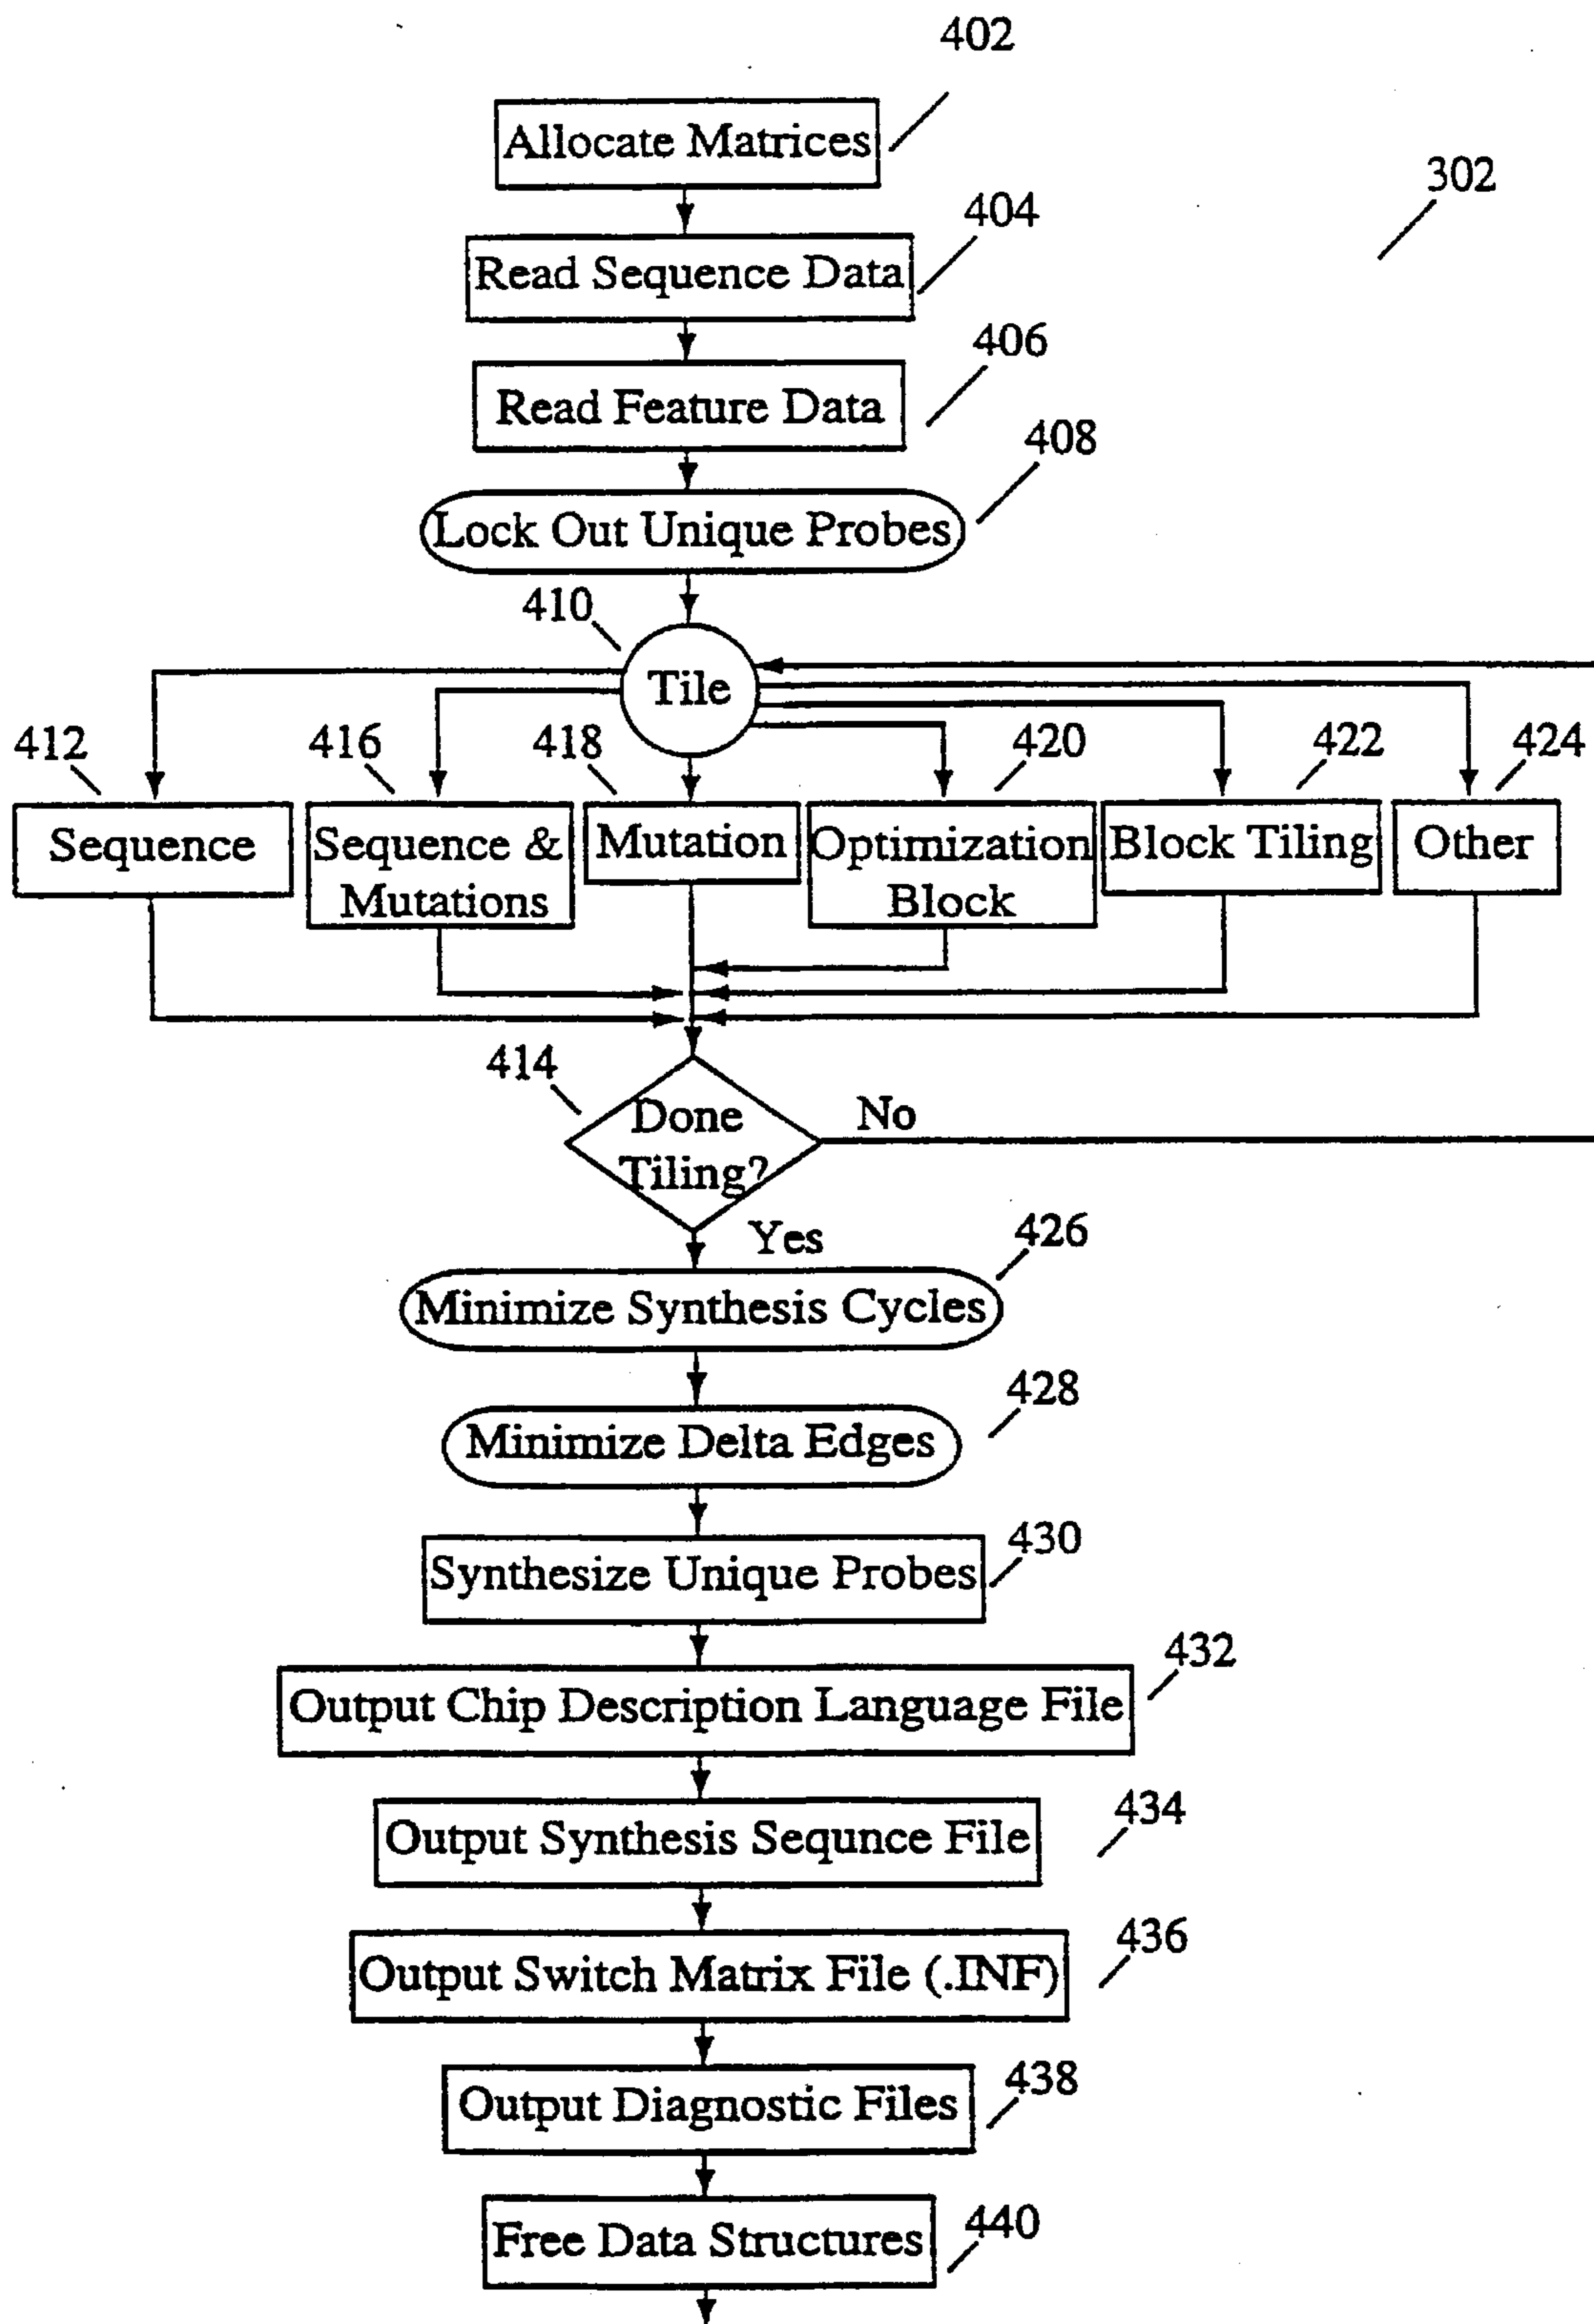 402
Allocate Matrices
302
404
Read Sequence Data
406
Read Feature Data
408
Lock Out Unique Probes
410
Tile
412
416
418
420
422
424
Sequence
Sequence &
Mutations
Mutation
Optimization
Block
Block Tiling
Other
414
Done
Tiling?
No
Yes
426
Minimize Synthesis Cycles
428
Minimize Delta Edges
430
Synthesize Unique Probes
432
Output Chip Description Language File
434
Output Synthesis Sequnce File
436
Output Switch Matrix File (.INF)
438
Output Diagnostic Files
440
Free Data Structures